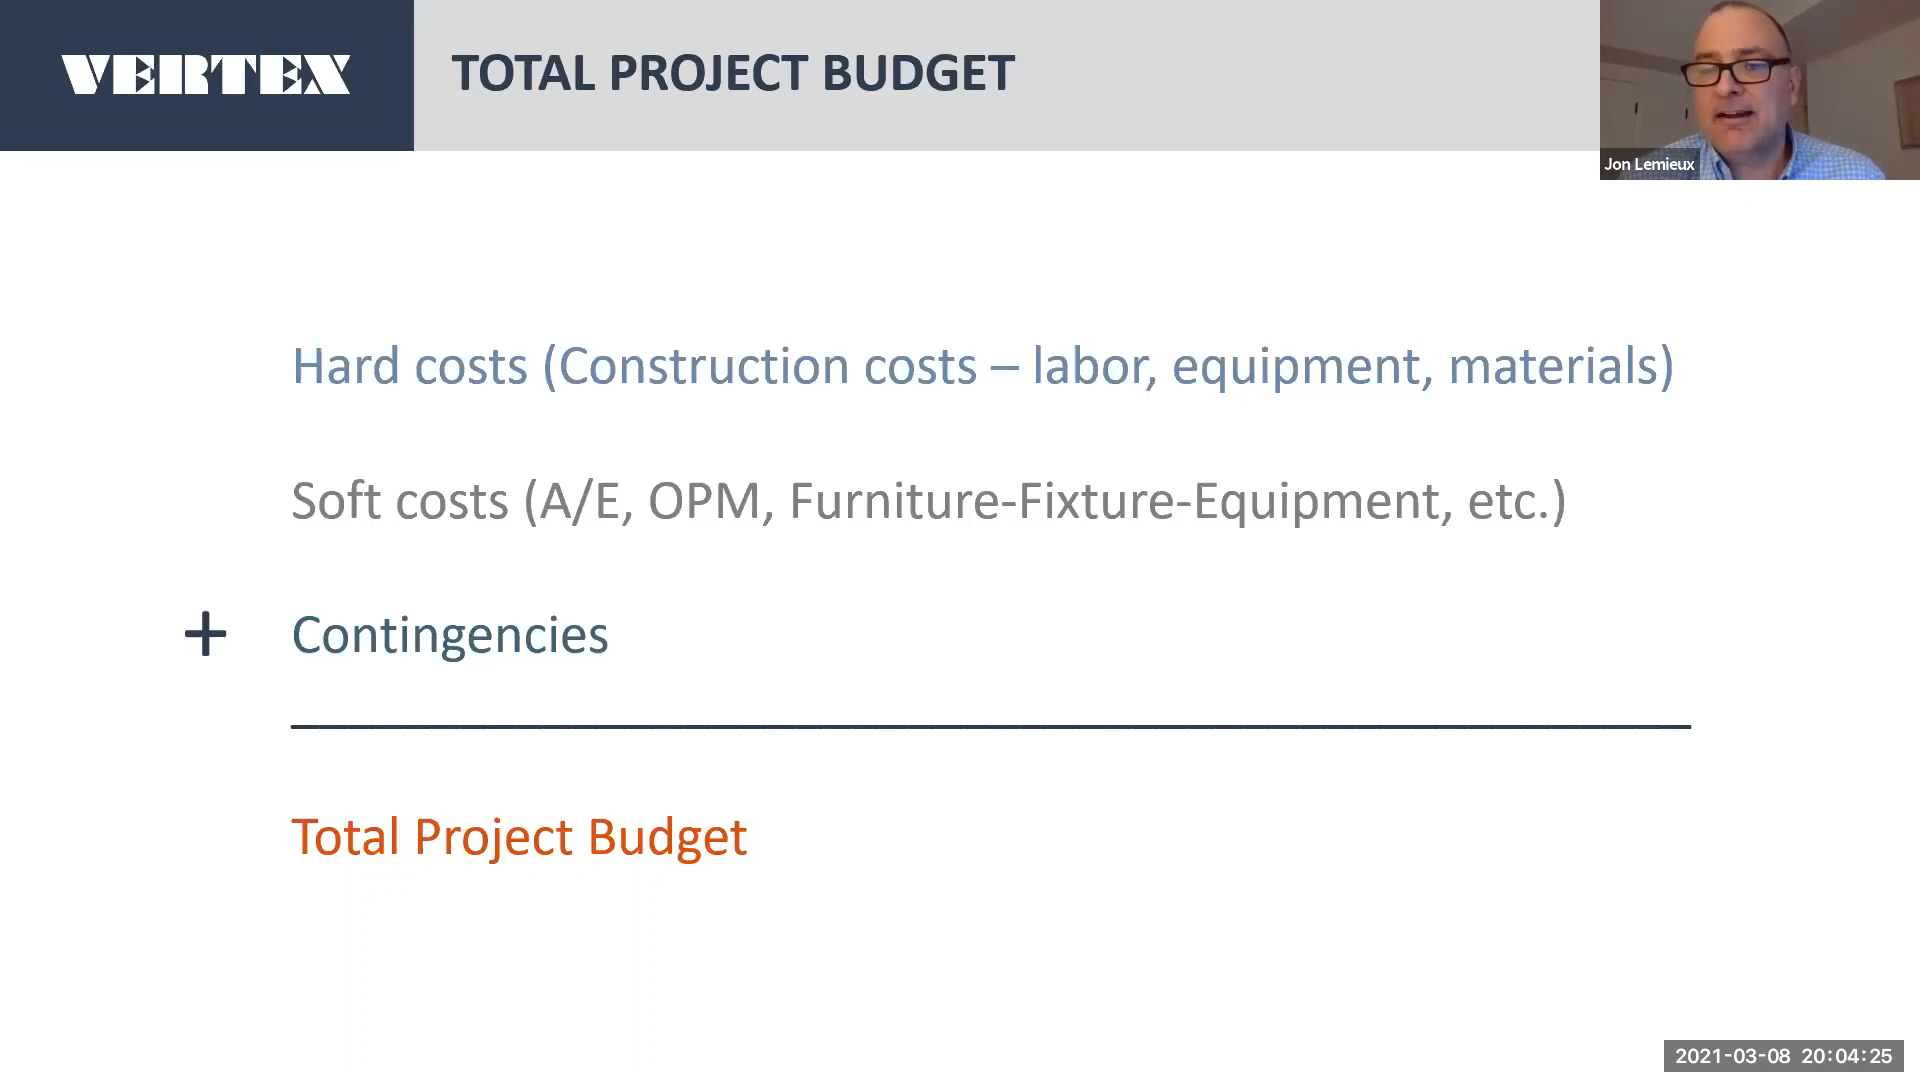 VERTEX
TOTAL PROJECT BUDGET
Jon Lemieux
Hard costs (Construction costs – labor, equipment, materials)
Soft costs (A/E, OPM, Furniture-Fixture-Equipment, etc.)
+ Contingencies
Total Project Budget
2021-03-08 20:04:25